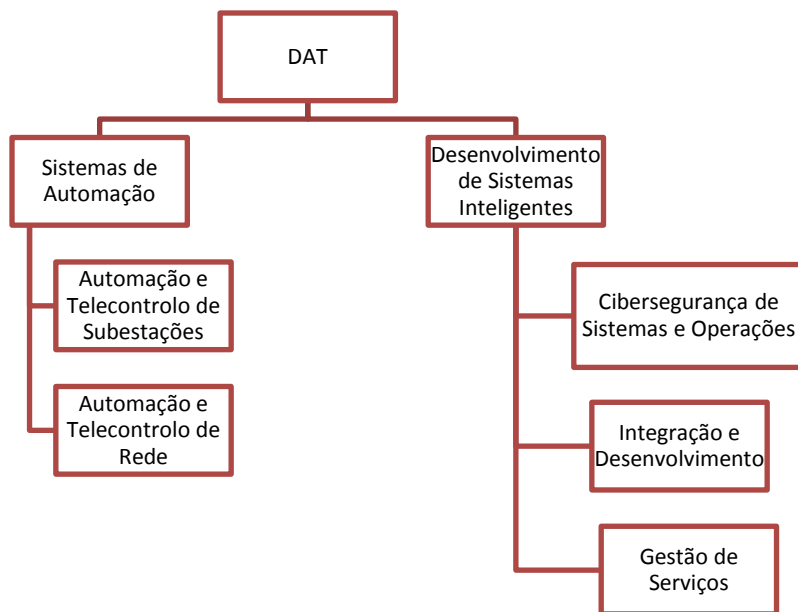 DAT
Sistemas de
Automação
Automação e
Telecontrolo de
Subestações
Automação e
Telecontrolo de
Rede
Desenvolvimento
de Sistemas
Inteligentes
Cibersegurança de
Sistemas e Operações
Integração e
Desenvolvimento
Gestão de
Serviços